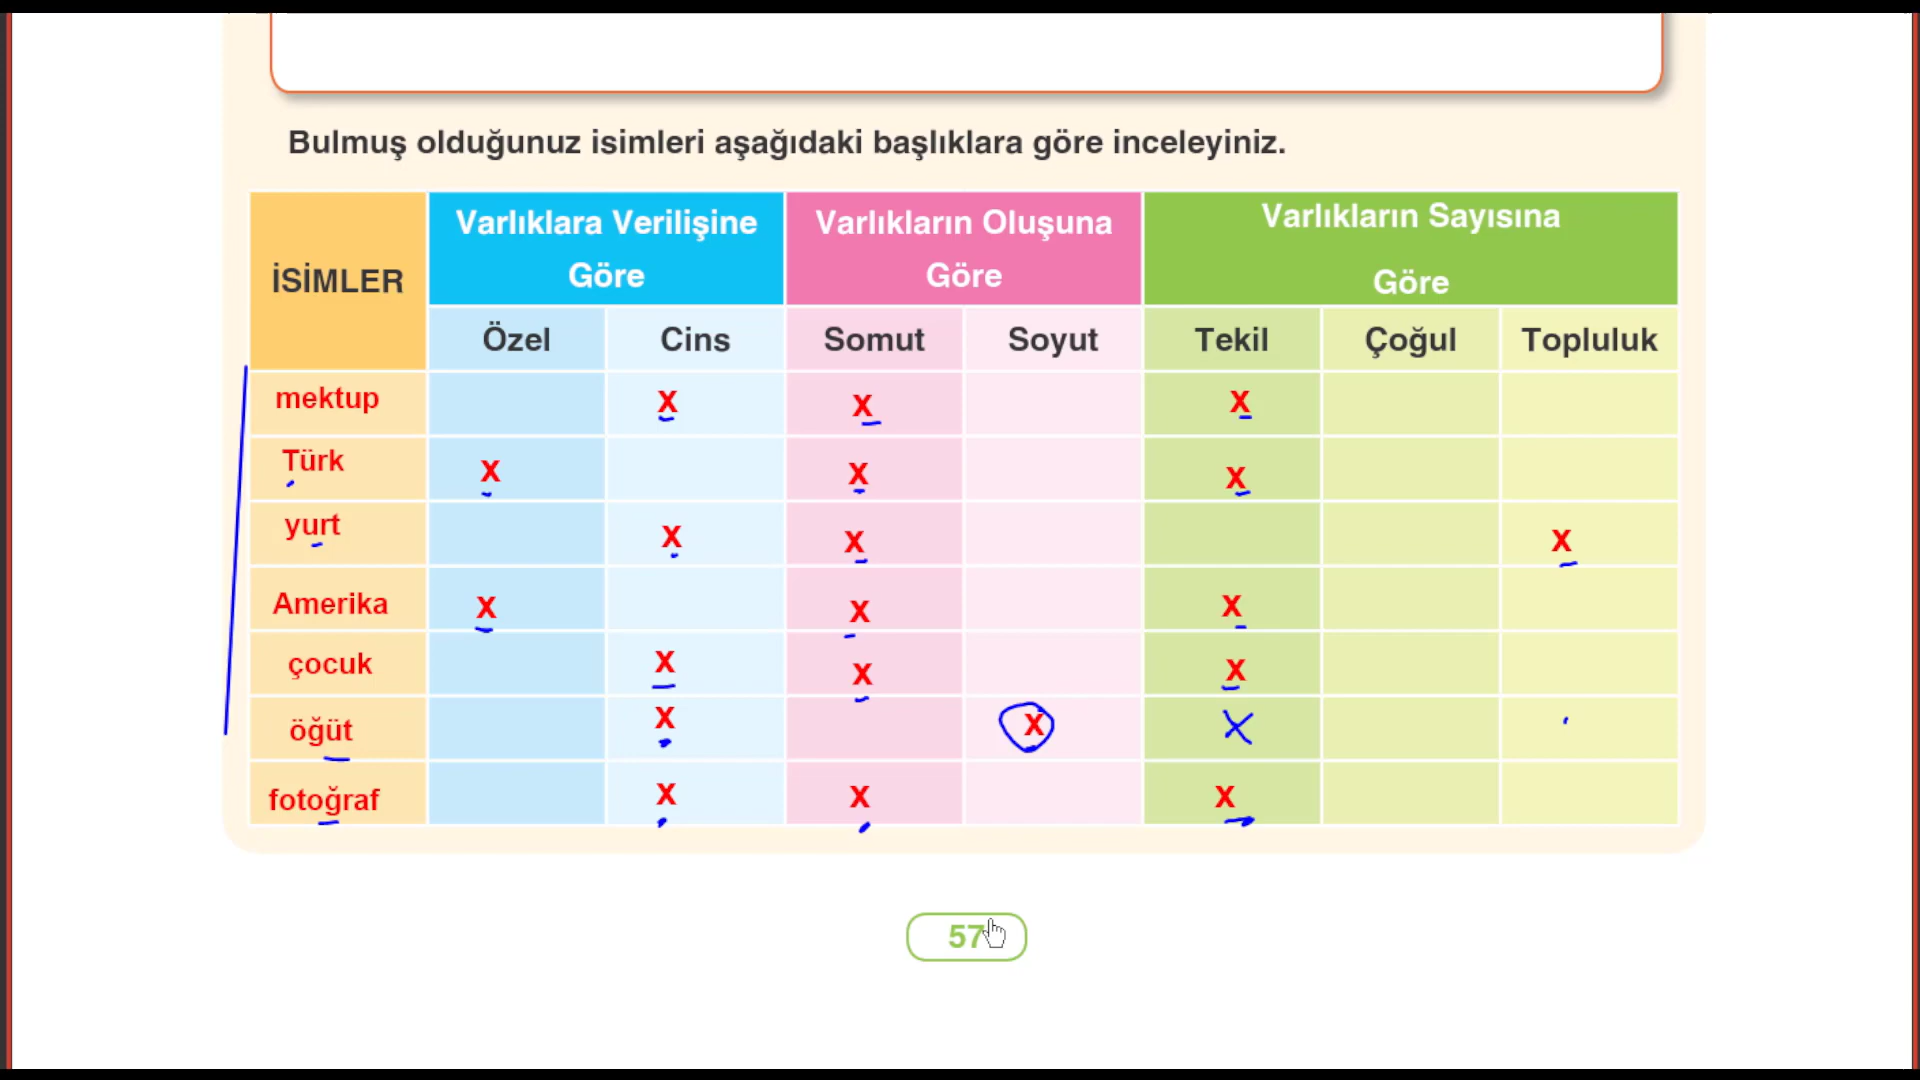 Bulmuş olduğunuz isimleri aşağıdaki başlıklara göre inceleyiniz.
İSİMLER
Varlıklara Verilişine
Göre
Varlıkların Oluşuna
Göre
Varlıkların Sayısına
Göre
Özel Cins Somut Soyut Tekil Çoğul Topluluk
mektup x x x
Türk x x x
yurt x x x
Amerika x x x
çocuk x x x
öğüt x x x
fotoğraf x x x
57